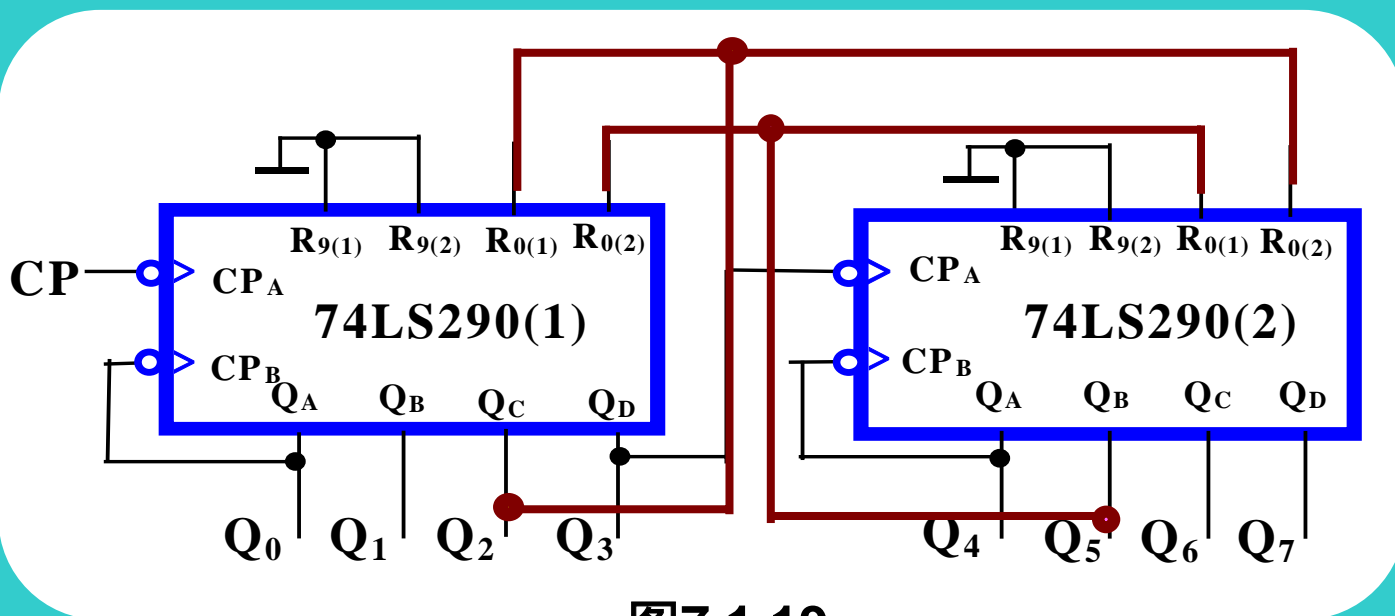 R9(1) R9(2) R0(1) R0(2) R9(1) R9(2) R0(1) R0(2)
CP CPA CPA
74LS290(1) 74LS290(2)
CPB CPB
QA QB QC QD QA QB QC QD
Q0 Q1 Q2 Q3 Q4 Q5 Q6 Q7